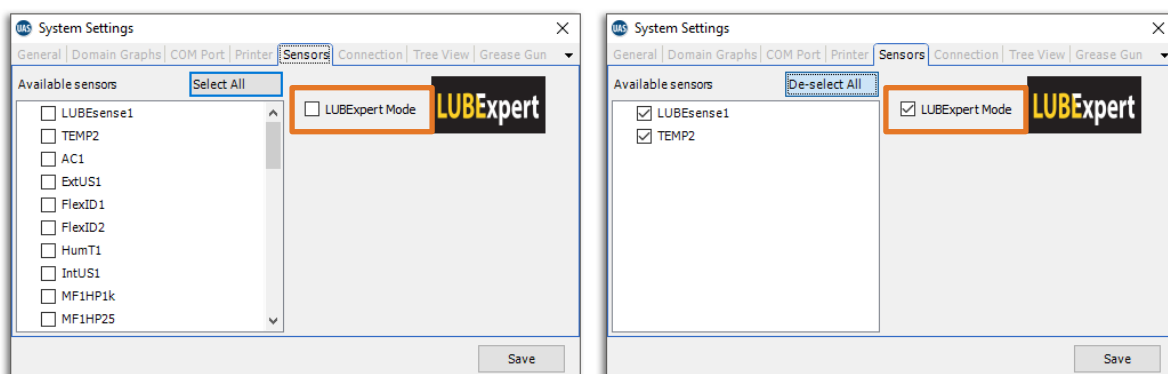 UAS System Settings
General Domain Graphs COM Port Printer Sensors Connection Tree View Grease Gun
Available sensors Select All
LUBEsense1
TEMP2
AC1
ExtUS1
FlexID1
FlexID2
HumT1
IntUS1
MF1HP1k
MF1HP25
LUBExpert Mode LUBExpert
Save
UAS System Settings
General Domain Graphs COM Port Printer Sensors Connection Tree View Grease Gun
Available sensors De-select All
LUBEsense1
TEMP2
LUBExpert Mode LUBExpert
Save